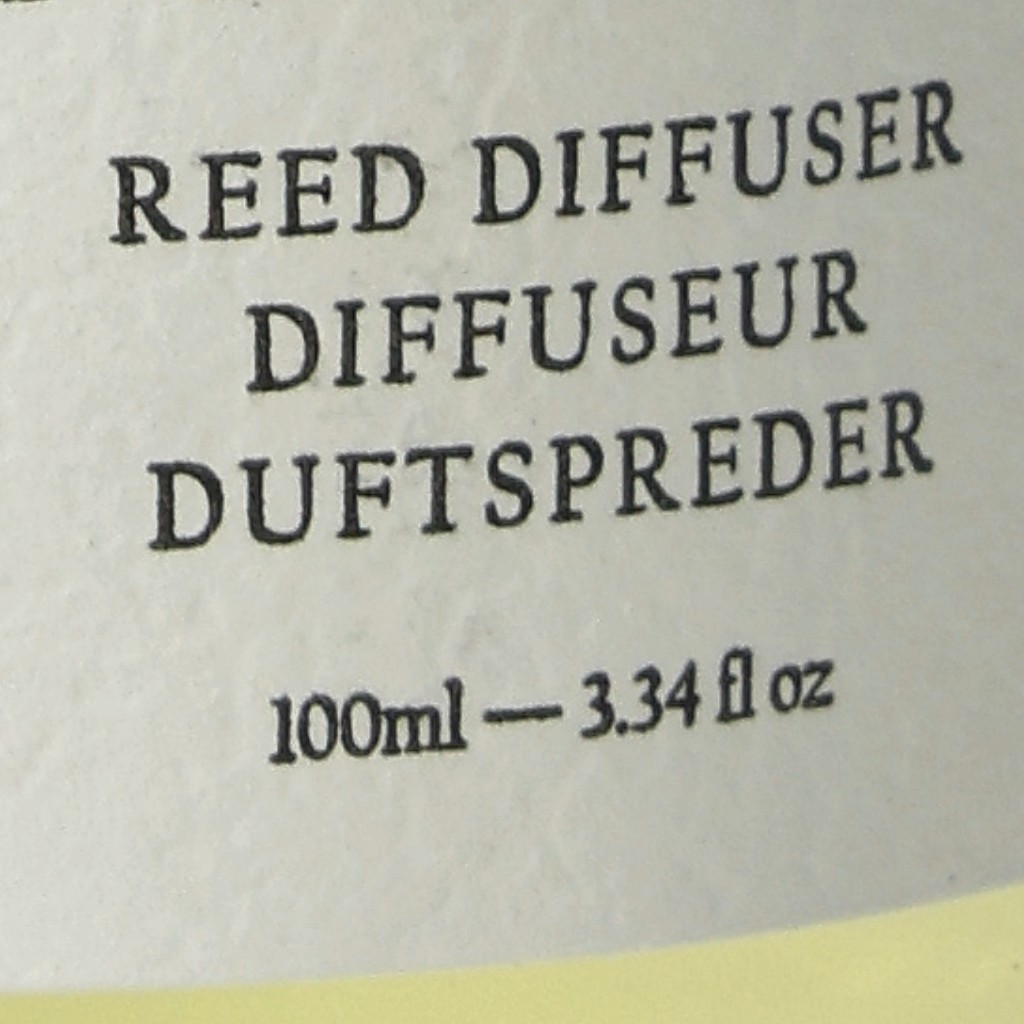 REED DIFFUSER
DIFFUSEUR
DUFTSPREDER
100ml — 3.34 fl oz